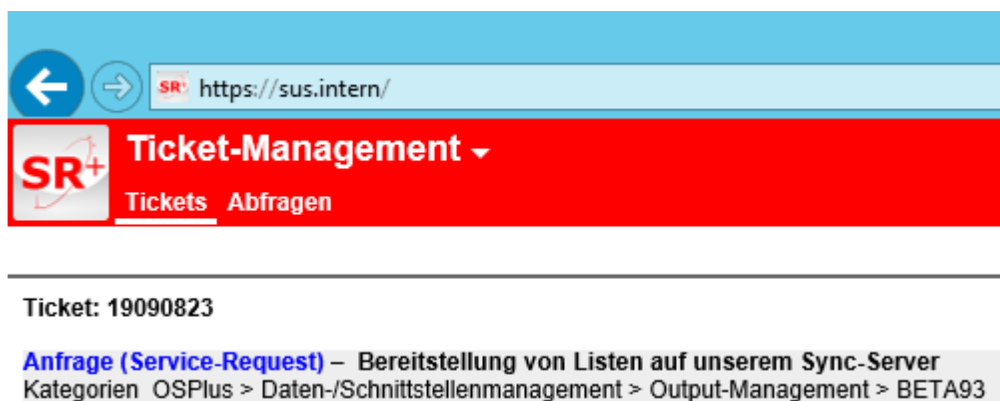 SR+ https://sus.intern/
SR+
Ticket-Management
Tickets Abfragen
Ticket: 19090823
Anfrage (Service-Request) – Bereitstellung von Listen auf unserem Sync-Server
Kategorien OSPlus > Daten-/Schnittstellenmanagement > Output-Management > BETA93